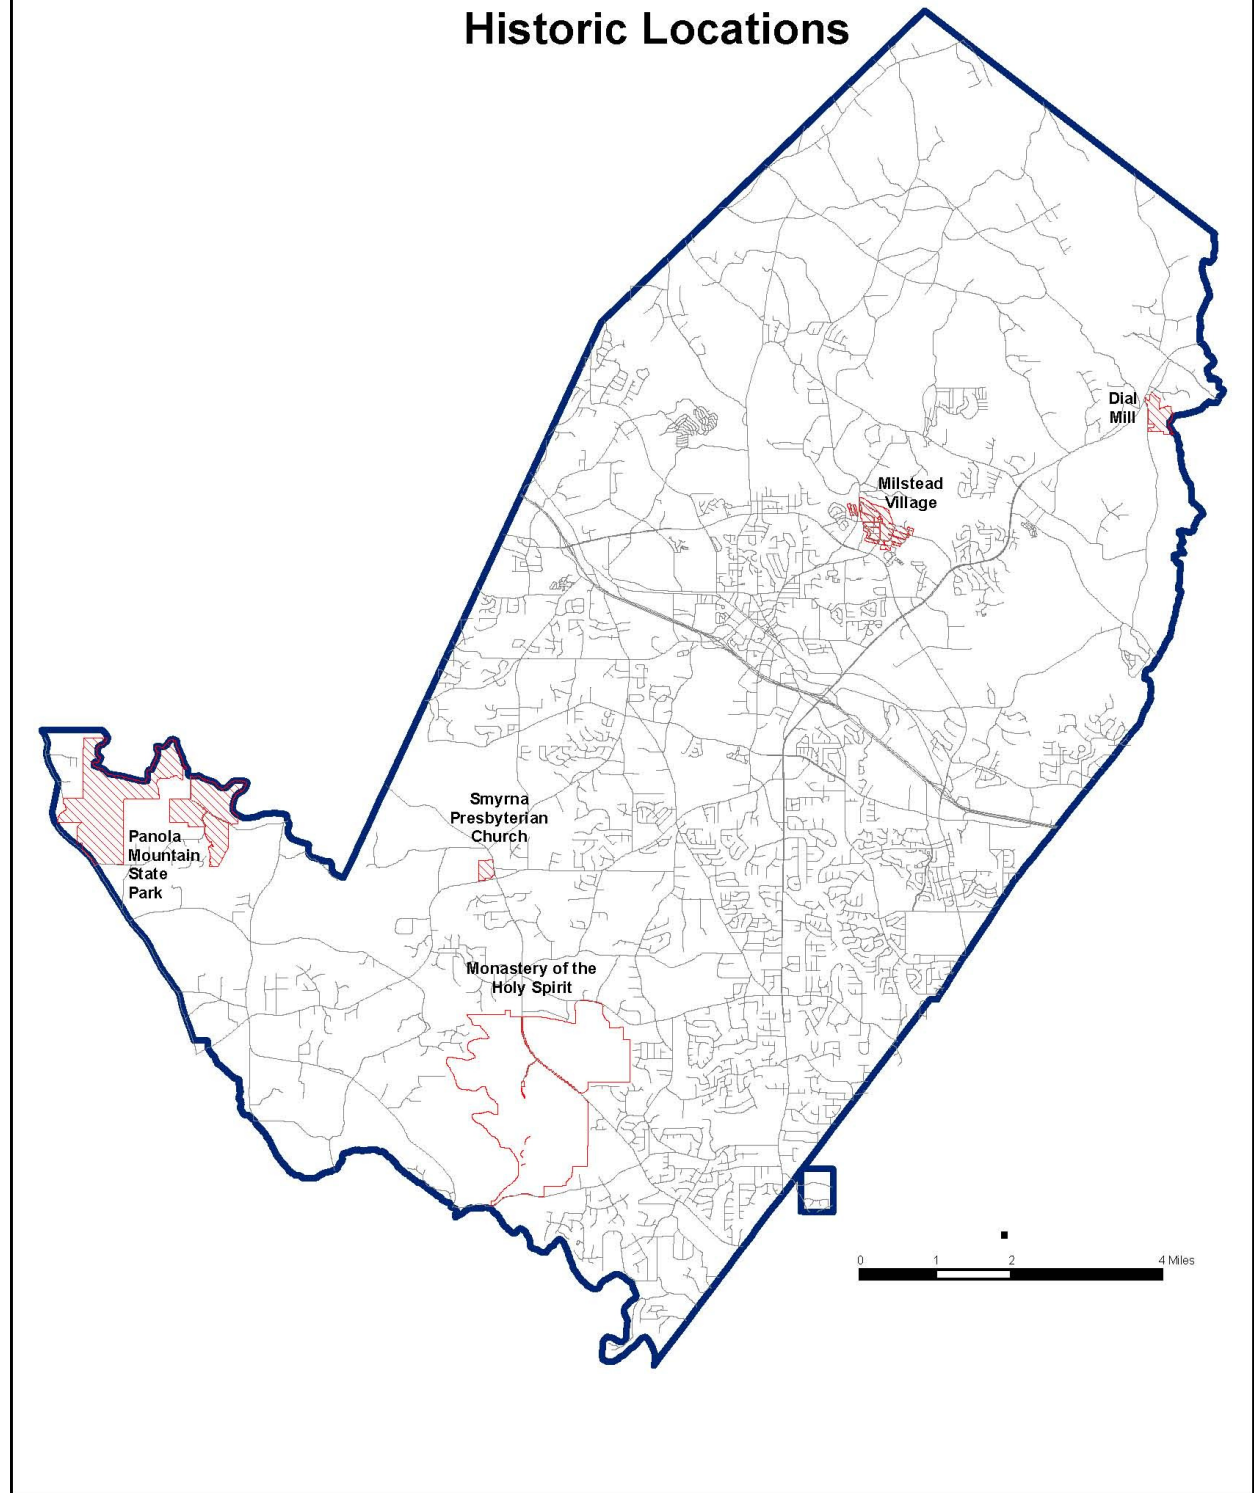 Historic Locations
Dial
Mill
Milstead
Village
Smyrna
Presbyterian
Church
Panola
Mountain
State
Park
Monastery of the
Holy Spirit
0 1 2 4 Miles